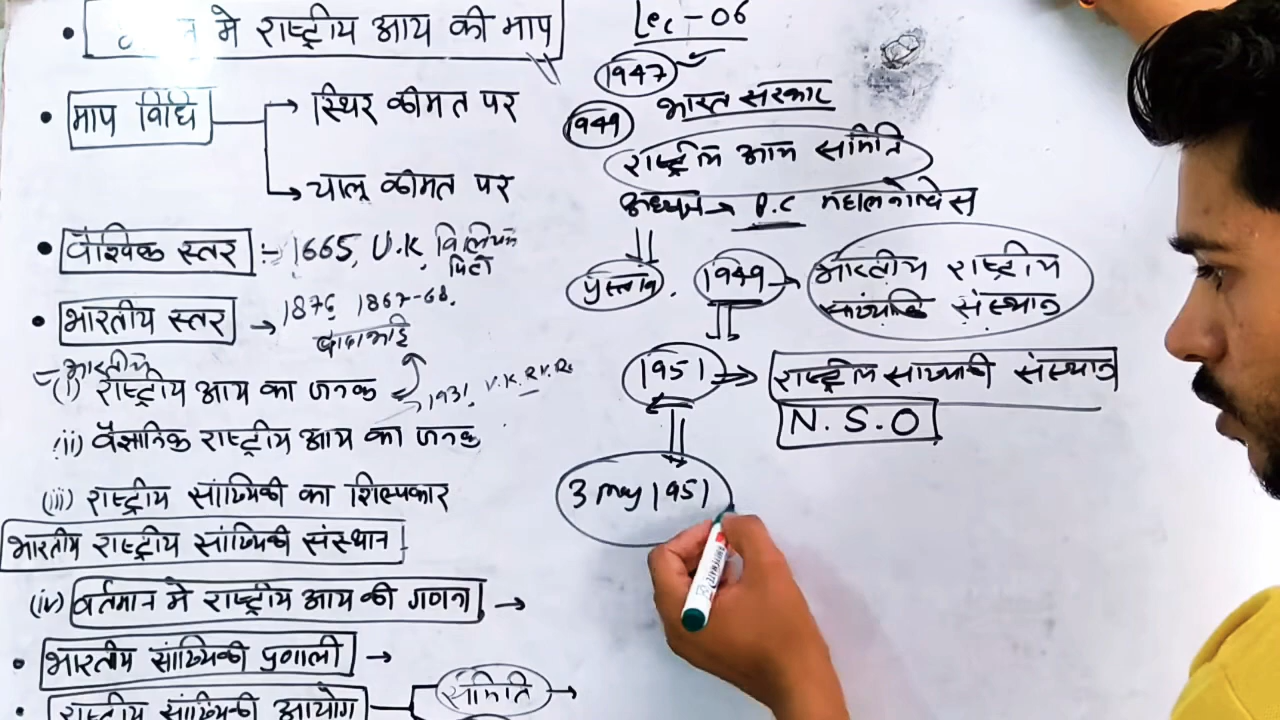 मे राष्ट्रीय आय की माप
माप विधि
स्थिर कीमत पर
चालू कीमत पर
वैश्विक स्तर :- 1665, U.K. विलियम
पिटी
भारतीय स्तर → 1876 1867-68.
दादाभाई
भारतीय
(i) राष्ट्रीय आय का जनक
1931. V.K.R.V.R.
(ii) वैज्ञानिक राष्ट्रीय आय का जनक
(iii) राष्ट्रीय सांख्यिकी का शिल्पकार
भारतीय राष्ट्रीय सांख्यिकी संस्थान
(iv) वर्तमान मे राष्ट्रीय आय की गणना →
भारतीय सांख्यिकी प्रणाली →
राष्ट्रीय सांख्यिकी आयोग
समिति →
Lec-06
1947
भारत सरकार
1949
राष्ट्रीय आय समिति
अध्यक्ष → P.C
प्रस्ताव. 1949 → भारतीय राष्ट्रीय
सांख्यिकी संस्थान
1951 ⇒ राष्ट्रीय सांख्यिकी संस्थान
N.S.O
3 may 1951